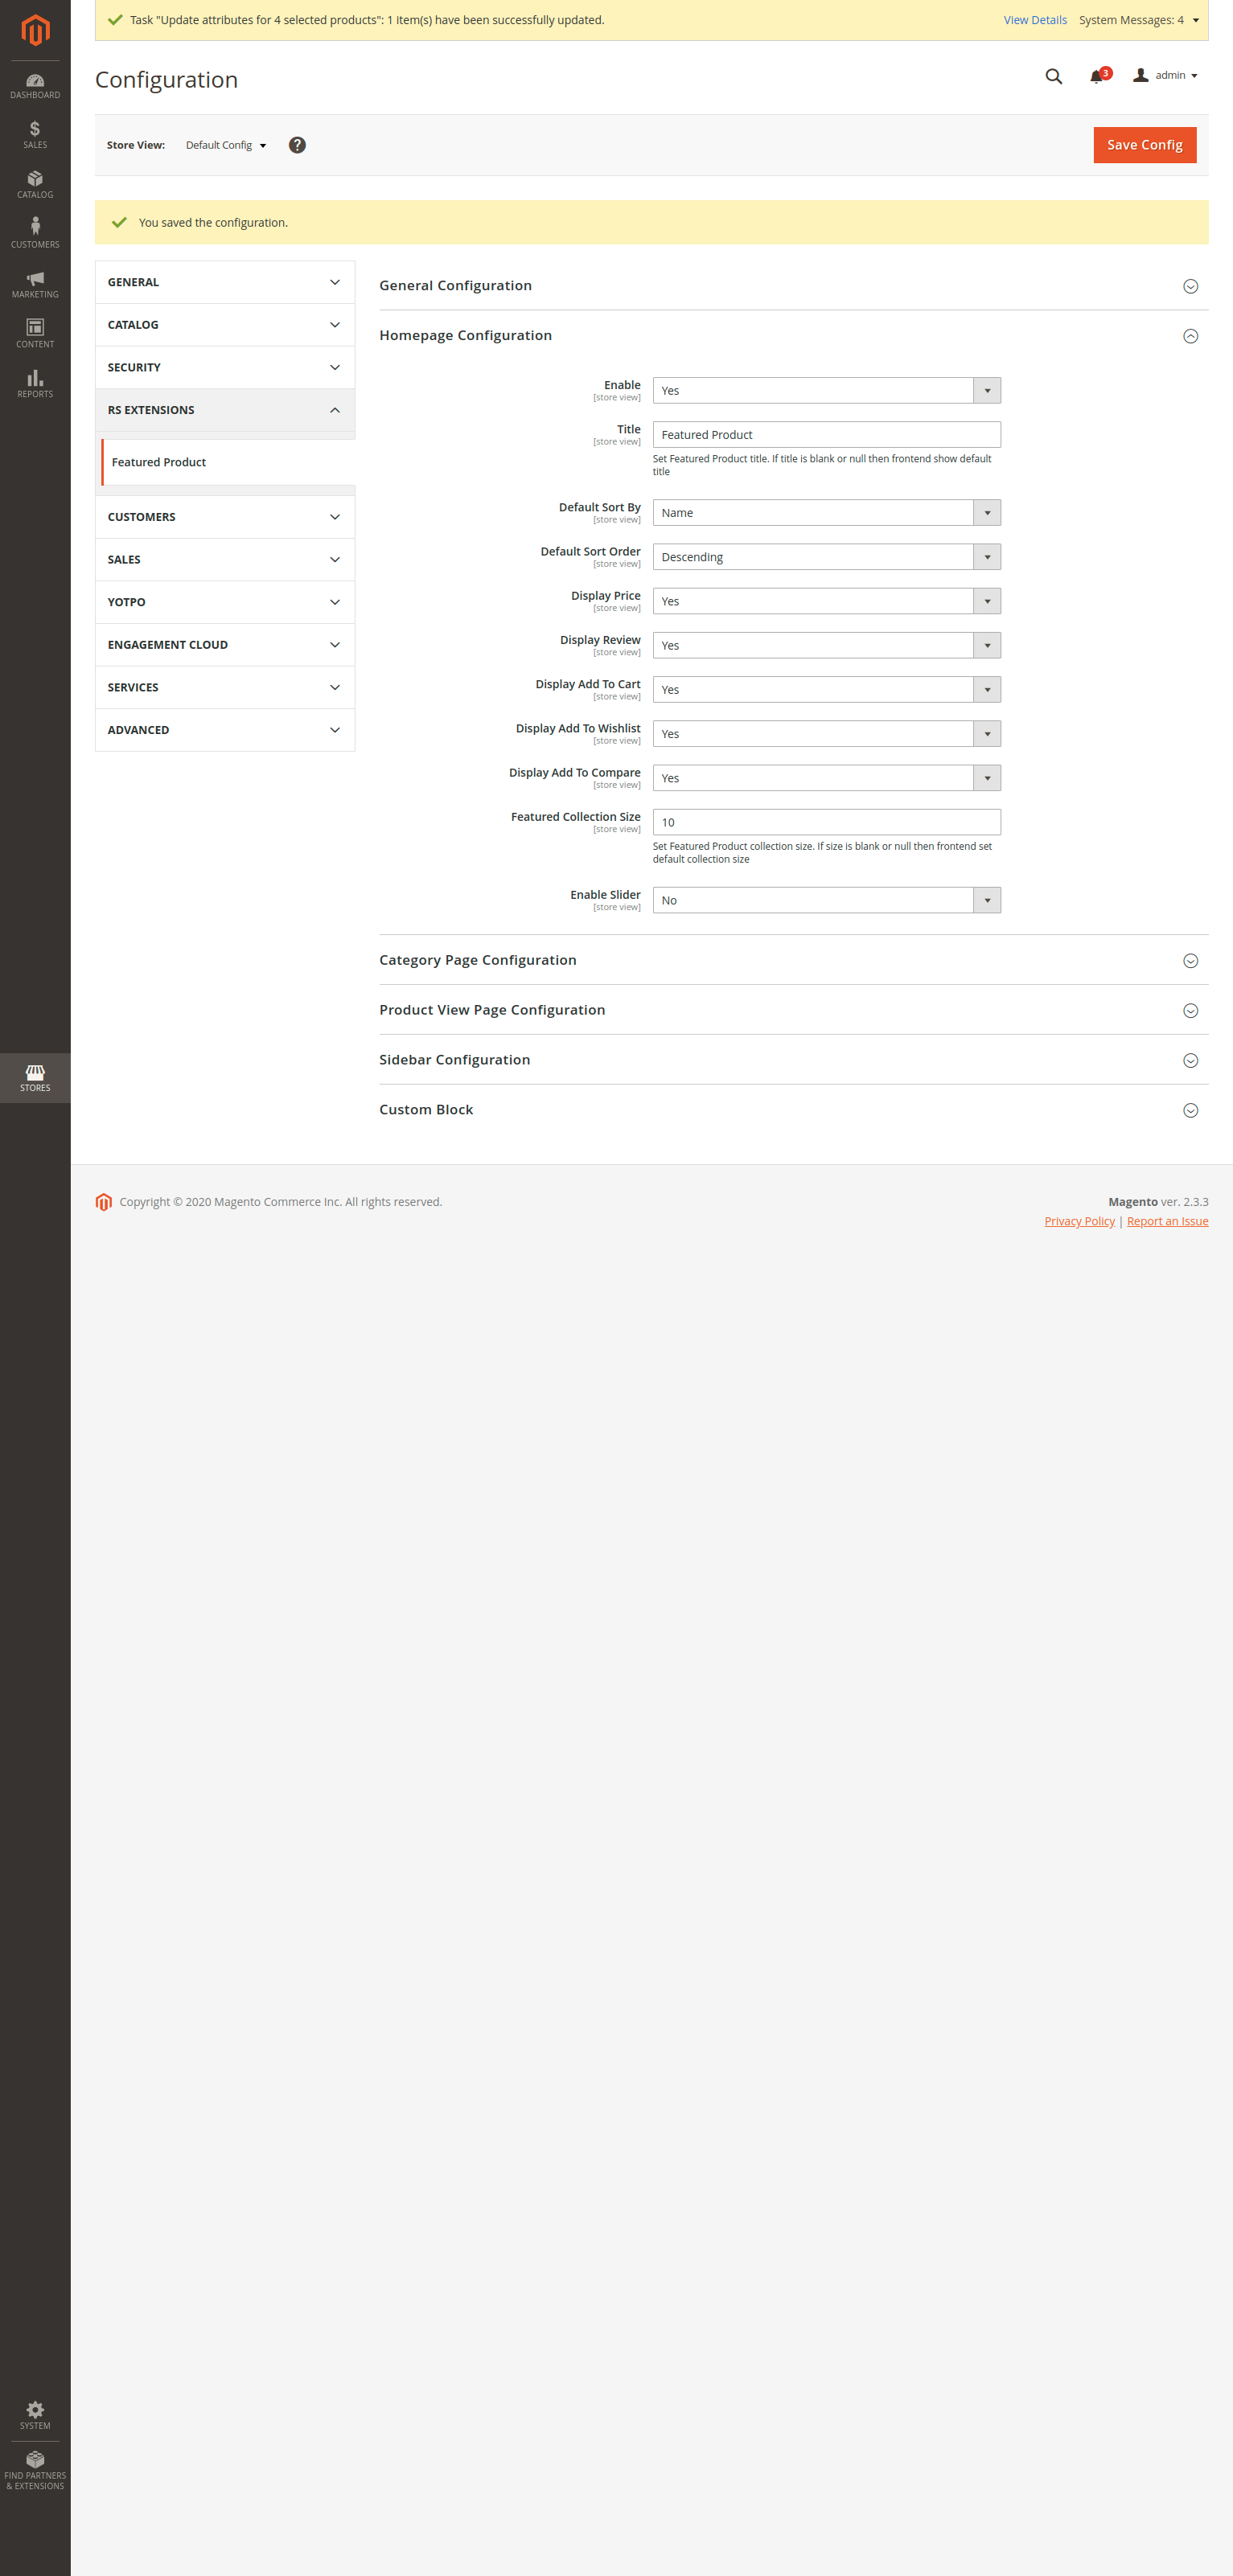 Task "Update attributes for 4 selected products": 1 item(s) have been successfully updated.
View Details
System Messages: 4
Configuration
3
admin
Store View:
Default Config
?
Save Config
You saved the configuration.
DASHBOARD
SALES
CATALOG
CUSTOMERS
MARKETING
CONTENT
REPORTS
STORES
SYSTEM
FIND PARTNERS
& EXTENSIONS
GENERAL
CATALOG
SECURITY
RS EXTENSIONS
Featured Product
CUSTOMERS
SALES
YOTPO
ENGAGEMENT CLOUD
SERVICES
ADVANCED
General Configuration
Homepage Configuration
Enable
[store view]
Yes
Title
[store view]
Featured Product
Set Featured Product title. If title is blank or null then frontend show default
title
Default Sort By
[store view]
Name
Default Sort Order
[store view]
Descending
Display Price
[store view]
Yes
Display Review
[store view]
Yes
Display Add To Cart
[store view]
Yes
Display Add To Wishlist
[store view]
Yes
Display Add To Compare
[store view]
Yes
Featured Collection Size
[store view]
10
Set Featured Product collection size. If size is blank or null then frontend set
default collection size
Enable Slider
[store view]
No
Category Page Configuration
Product View Page Configuration
Sidebar Configuration
Custom Block
Copyright © 2020 Magento Commerce Inc. All rights reserved.
Magento ver. 2.3.3
Privacy Policy | Report an Issue